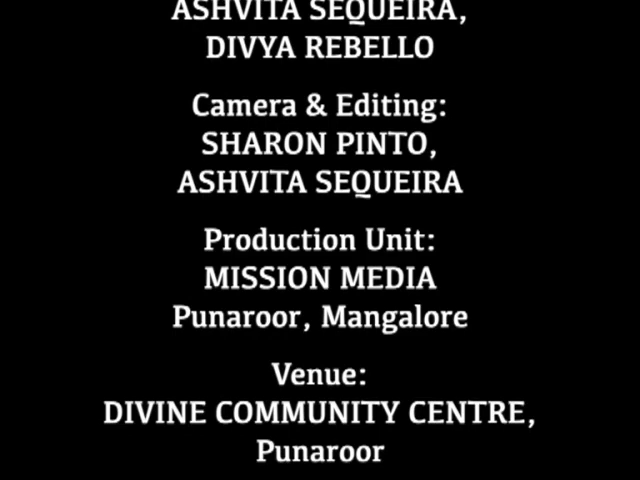 ASHVITA SEQUEIRA,
DIVYA REBELLO
Camera & Editing:
SHARON PINTO,
ASHVITA SEQUEIRA
Production Unit:
MISSION MEDIA
Punaroor, Mangalore
Venue:
DIVINE COMMUNITY CENTRE,
Punaroor